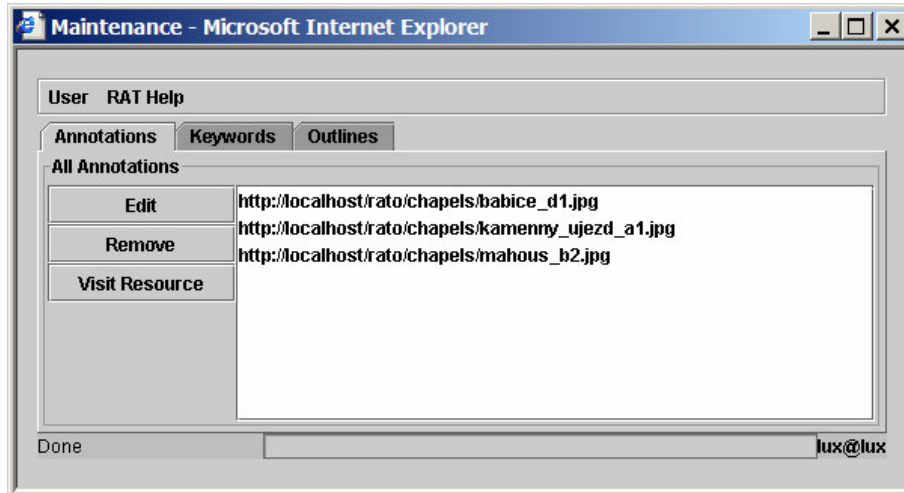 Maintenance - Microsoft Internet Explorer
User RAT Help
Annotations Keywords Outlines
All Annotations
Edit
http://localhost/rato/chapels/babice_d1.jpg
http://localhost/rato/chapels/kamenny_ujezd_a1.jpg
Remove
http://localhost/rato/chapels/mahous_b2.jpg
Visit Resource
Done lux@lux